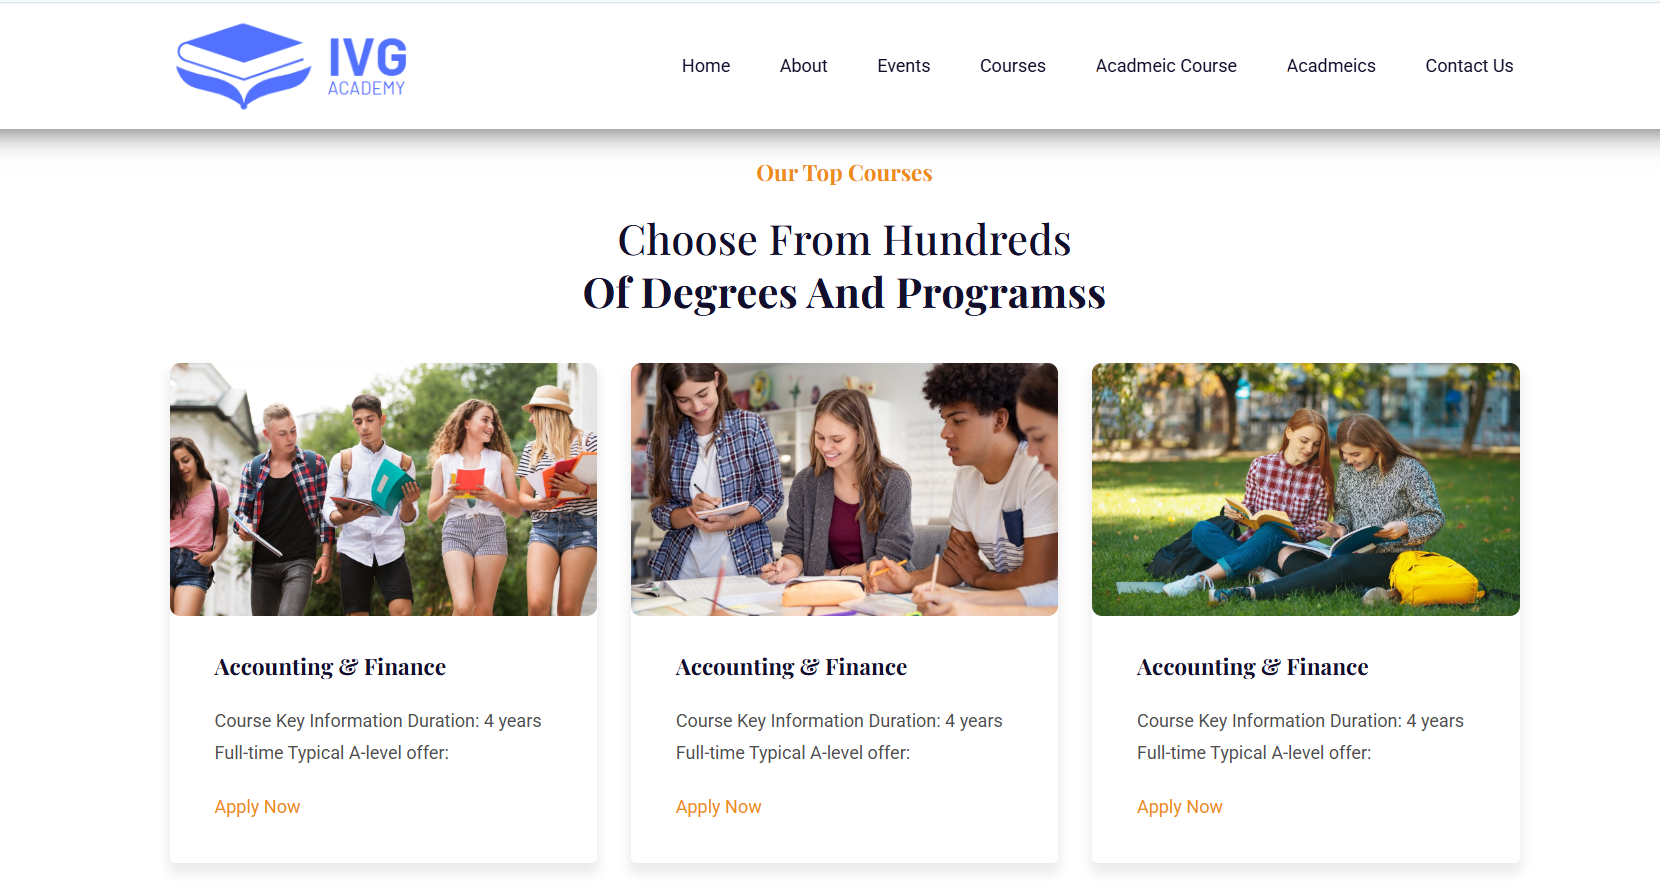 IVG
ACADEMY
Home About Events Courses Acadmeic Course Acadmeics Contact Us
Our Top Courses
Choose From Hundreds
Of Degrees And Programss
Accounting & Finance
Course Key Information Duration: 4 years
Full-time Typical A-level offer:
Apply Now
Accounting & Finance
Course Key Information Duration: 4 years
Full-time Typical A-level offer:
Apply Now
Accounting & Finance
Course Key Information Duration: 4 years
Full-time Typical A-level offer:
Apply Now